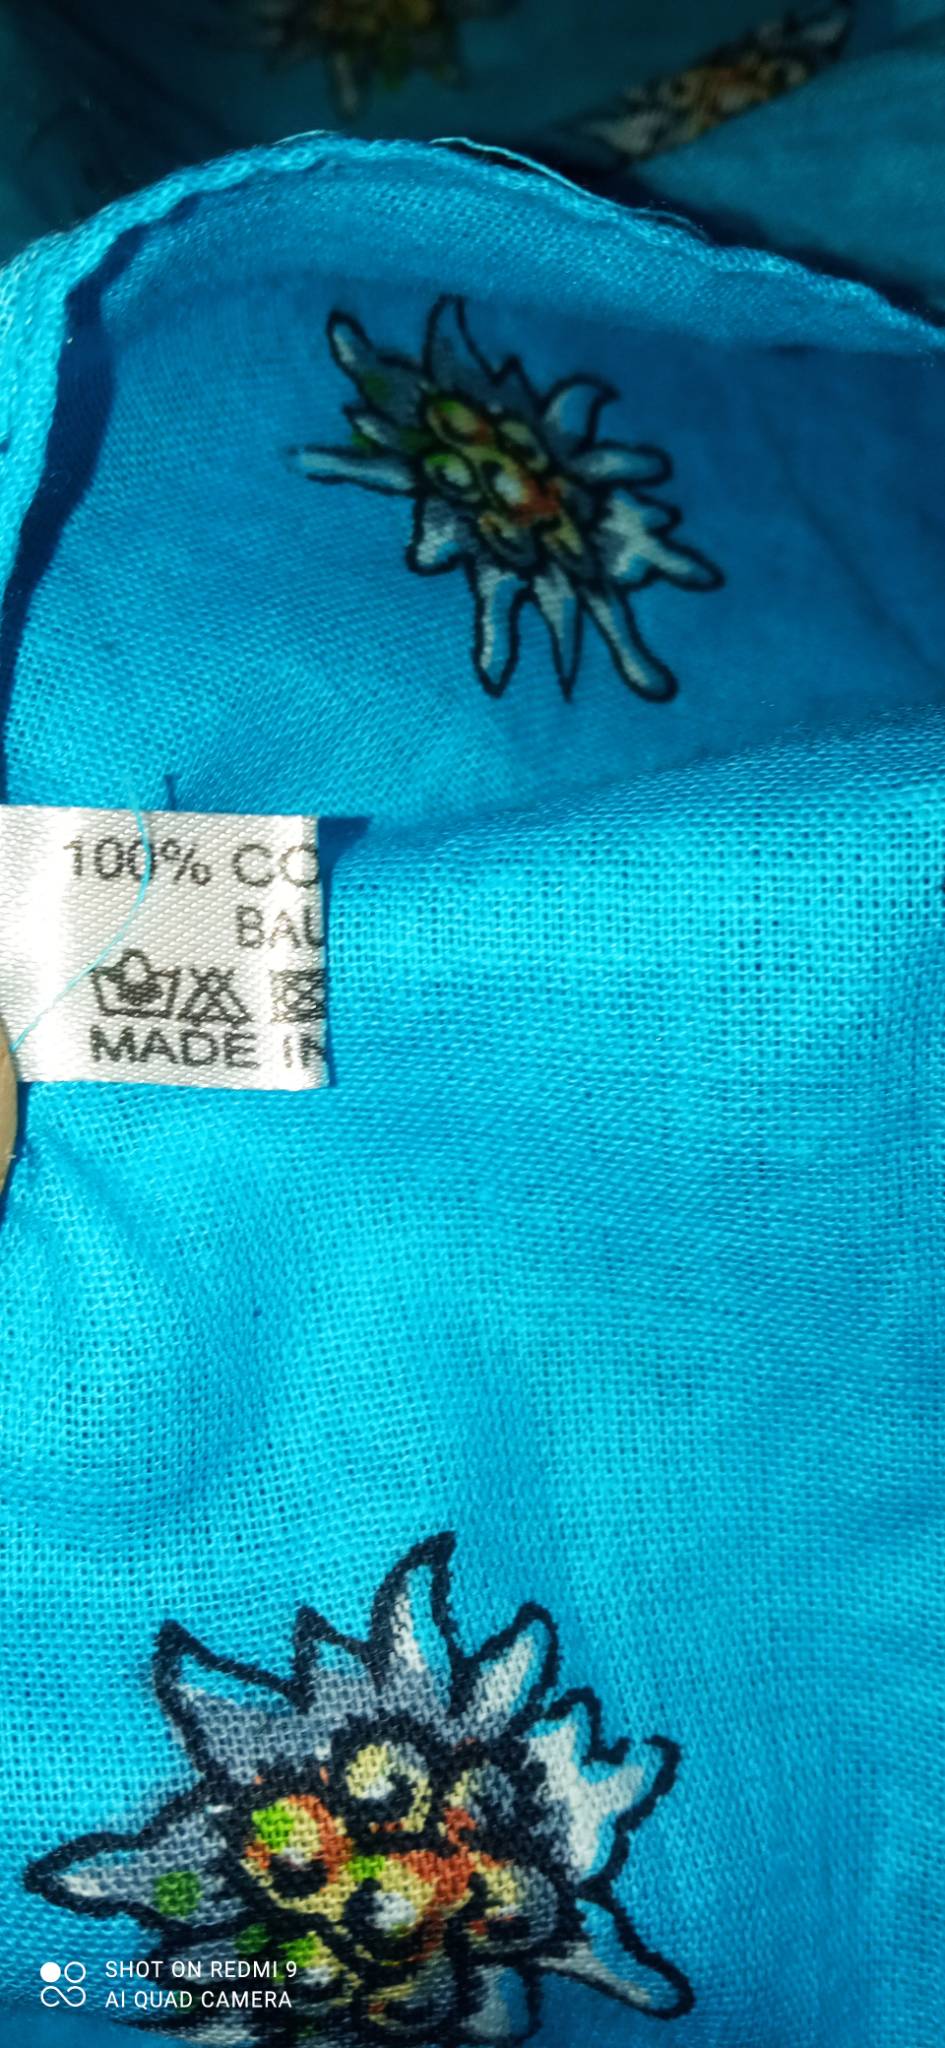 100% CO
BAU
MADE IN
SHOT ON REDMI 9
AI QUAD CAMERA